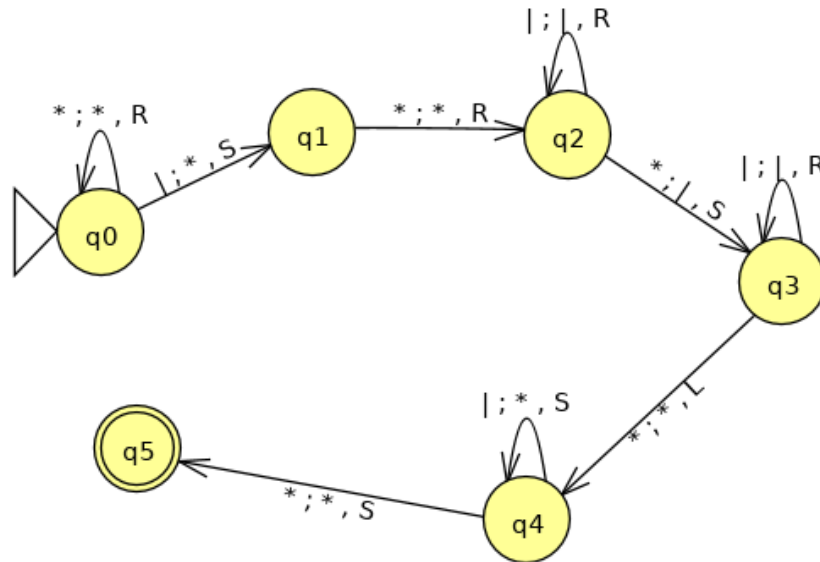 | ; | , R
* ; * , R
q0
| ; * , S
q1
* ; * , R
q2
* ; | , S
| ; | , R
q3
* ; * , L
| ; * , S
q4
* ; * , S
q5